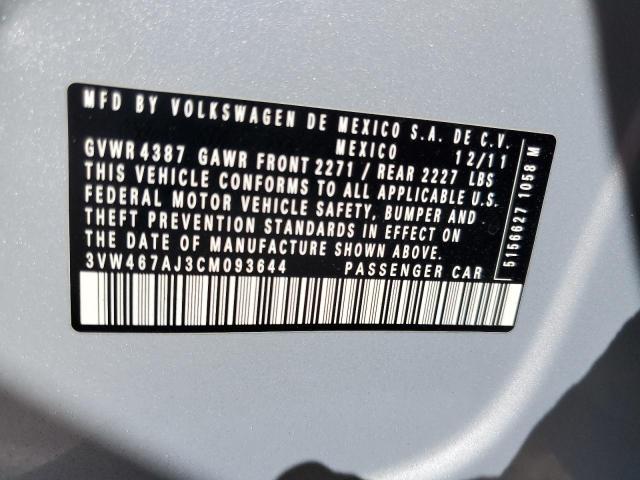 MFD BY VOLKSWAGEN DE MEXICO S.A. DE C.V.
MEXICO 12/11
GVWR 4387 GAWR FRONT 2271 / REAR 2227 LBS
THIS VEHICLE CONFORMS TO ALL APPLICABLE U.S.
FEDERAL MOTOR VEHICLE SAFETY, BUMPER AND
THEFT PREVENTION STANDARDS IN EFFECT ON
THE DATE OF MANUFACTURE SHOWN ABOVE.
3VW467AJ3CM093644 PASSENGER CAR
5156627 1058 M